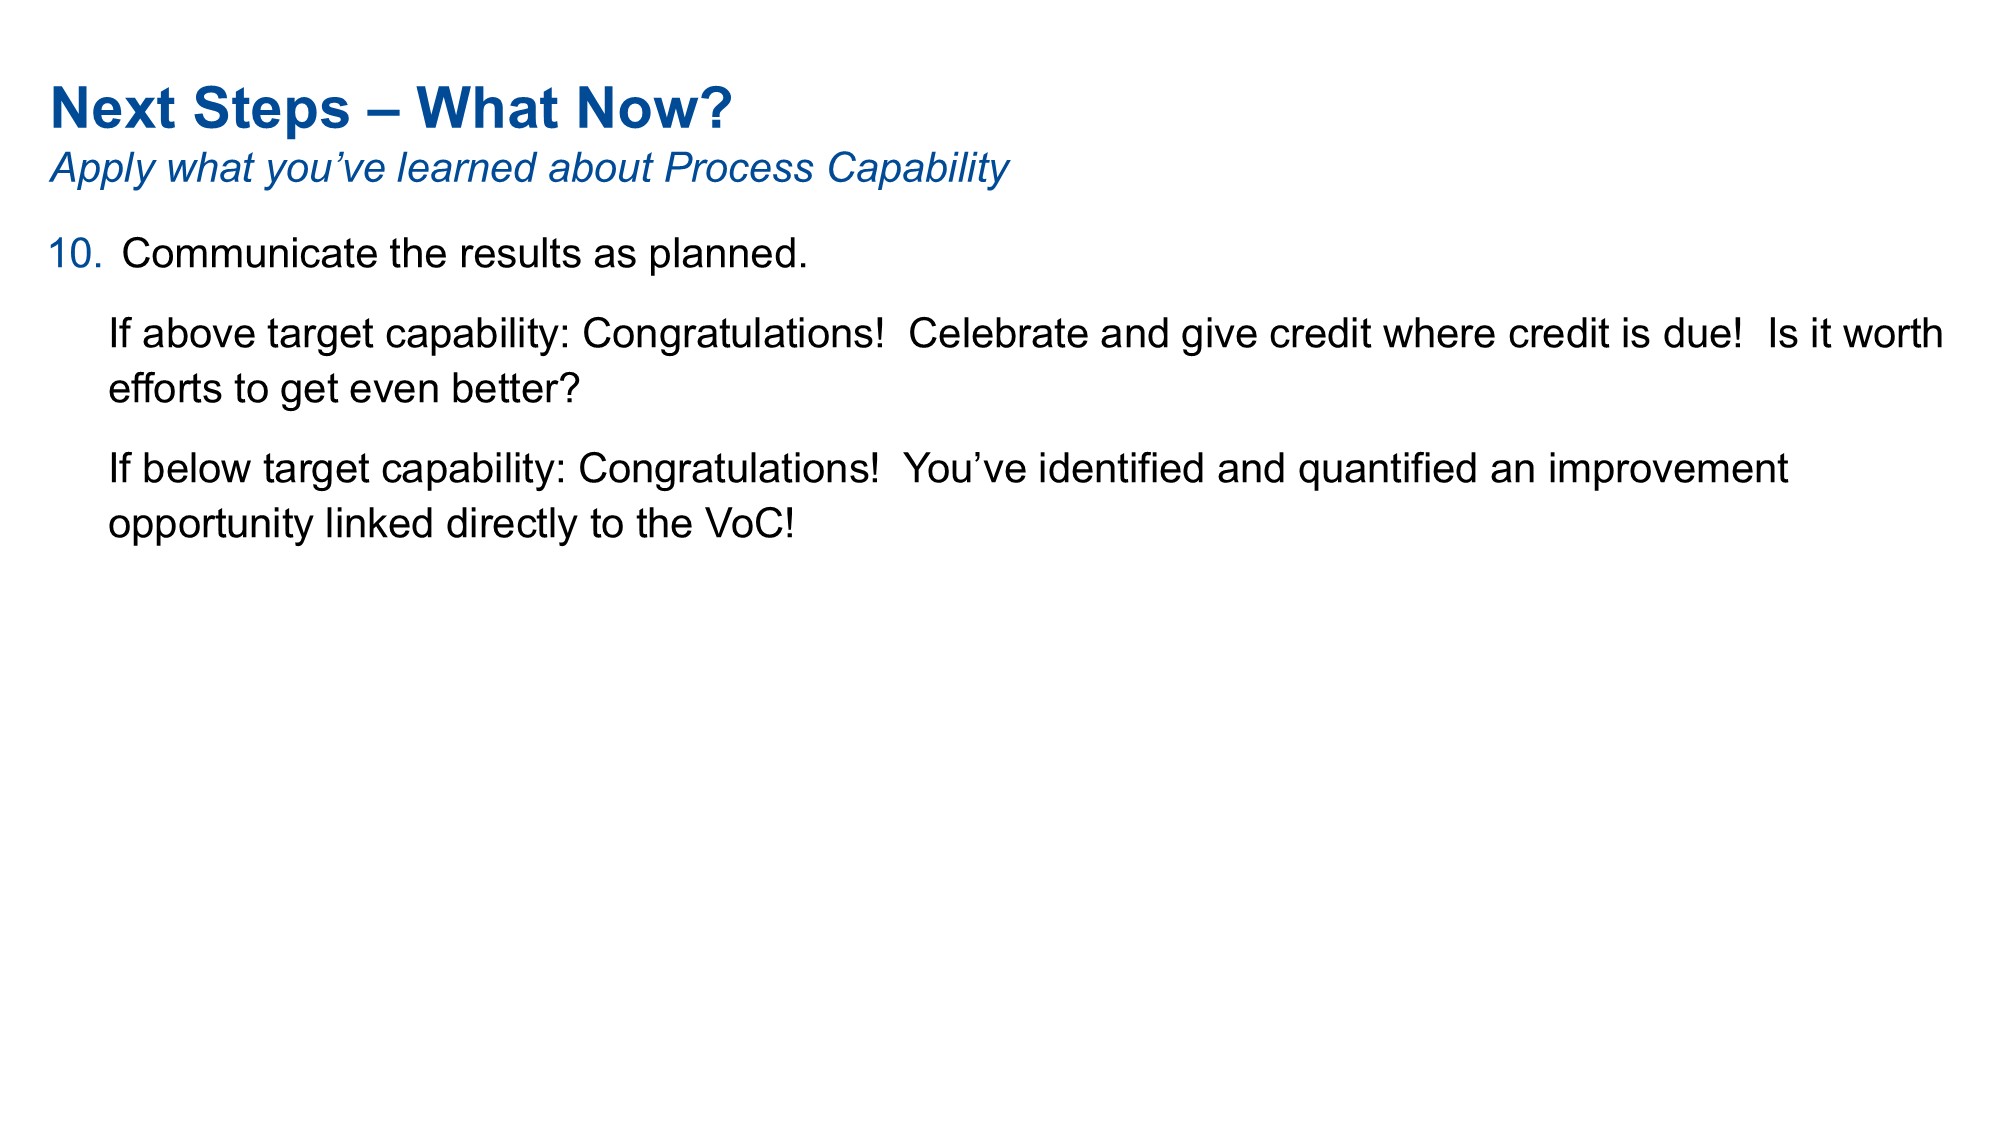 Next Steps – What Now?
Apply what you’ve learned about Process Capability
10. Communicate the results as planned.
If above target capability: Congratulations!  Celebrate and give credit where credit is due!  Is it worth
efforts to get even better?
If below target capability: Congratulations!  You’ve identified and quantified an improvement
opportunity linked directly to the VoC!